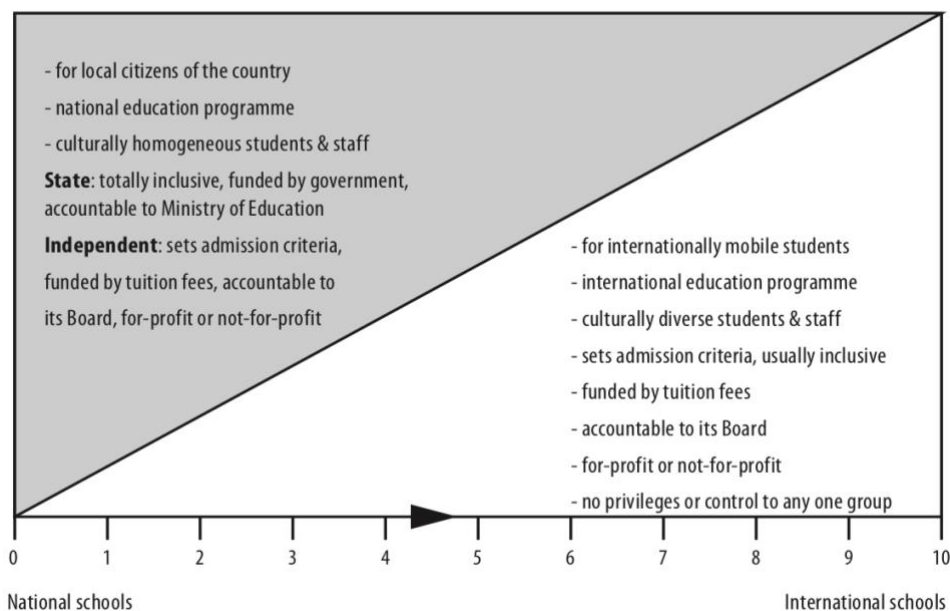 - for local citizens of the country
- national education programme
- culturally homogeneous students & staff
State: totally inclusive, funded by government,
accountable to Ministry of Education
Independent: sets admission criteria,
funded by tuition fees, accountable to
its Board, for-profit or not-for-profit
- for internationally mobile students
- international education programme
- culturally diverse students & staff
- sets admission criteria, usually inclusive
- funded by tuition fees
- accountable to its Board
- for-profit or not-for-profit
- no privileges or control to any one group
0 1 2 3 4 5 6 7 8 9 10
National schools International schools